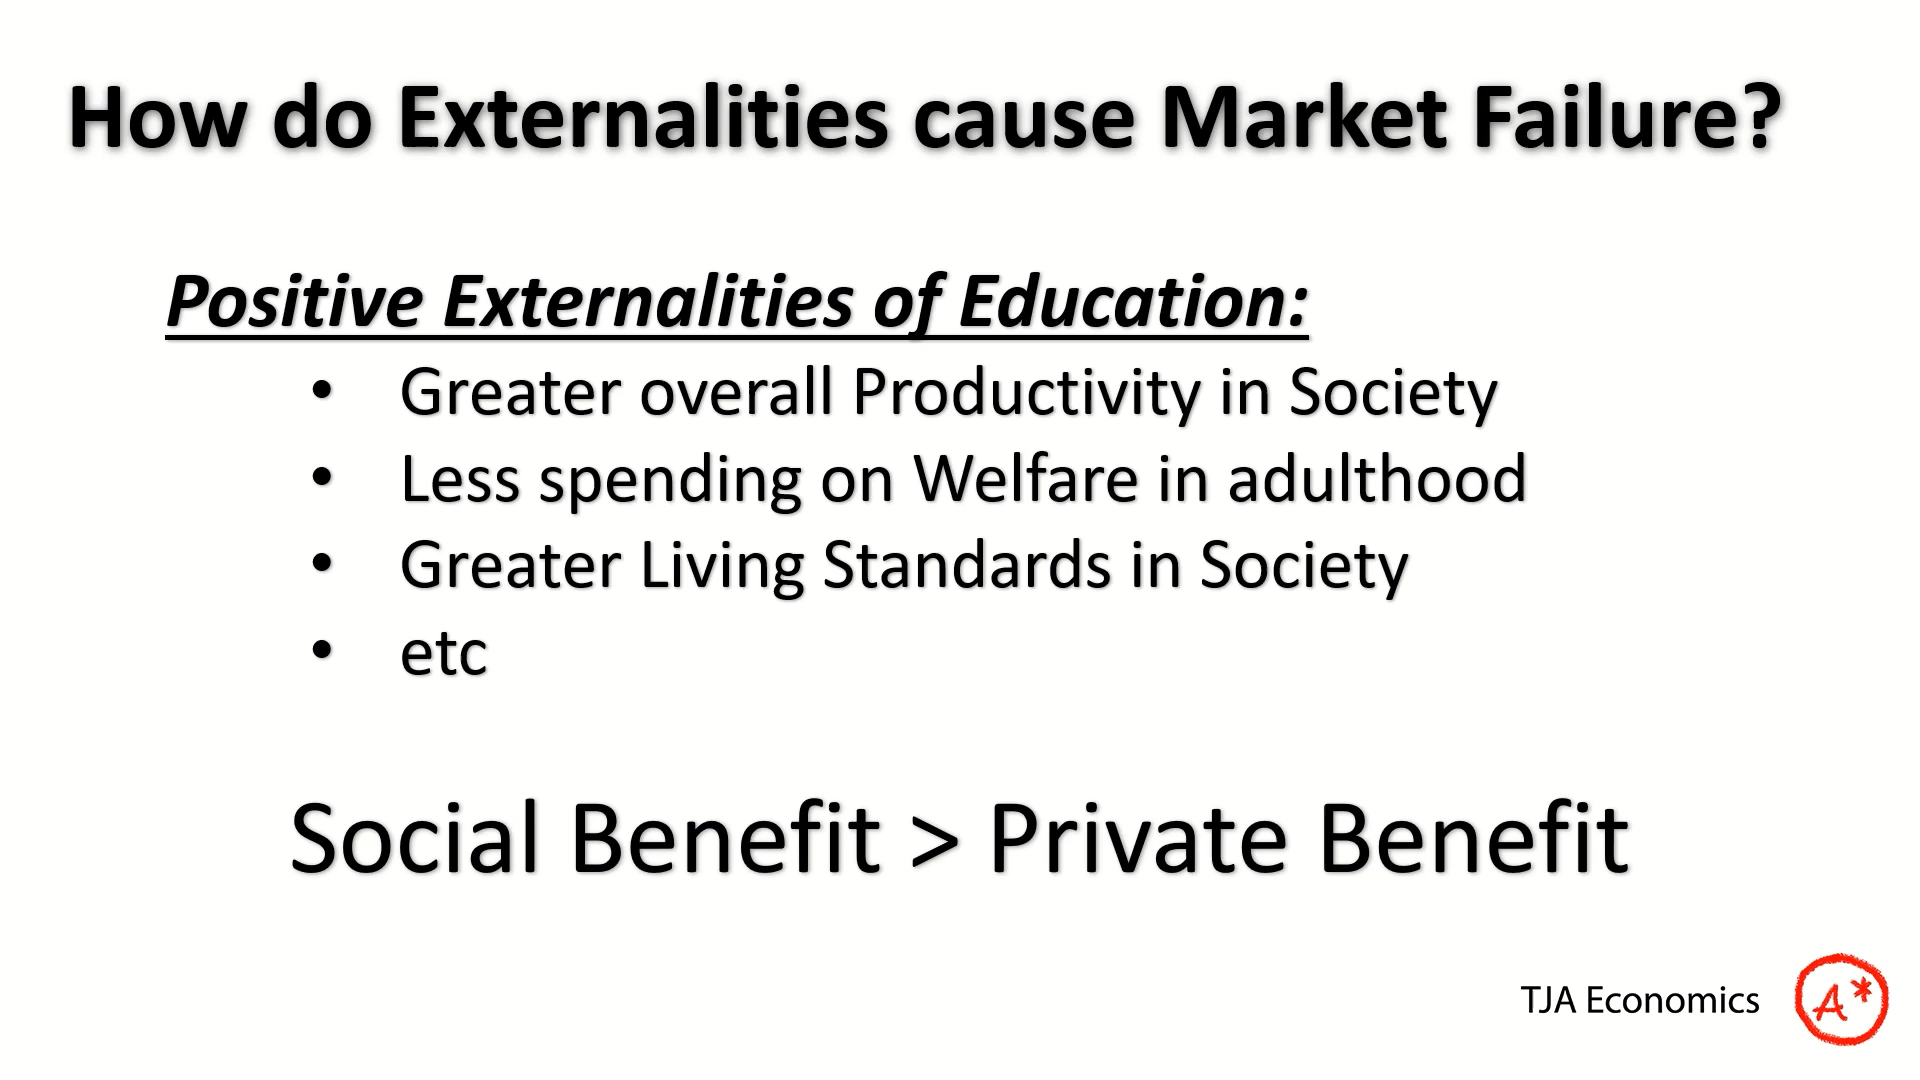 How do Externalities cause Market Failure?
Positive Externalities of Education:
• Greater overall Productivity in Society
• Less spending on Welfare in adulthood
• Greater Living Standards in Society
• etc
Social Benefit > Private Benefit
TJA Economics
A*